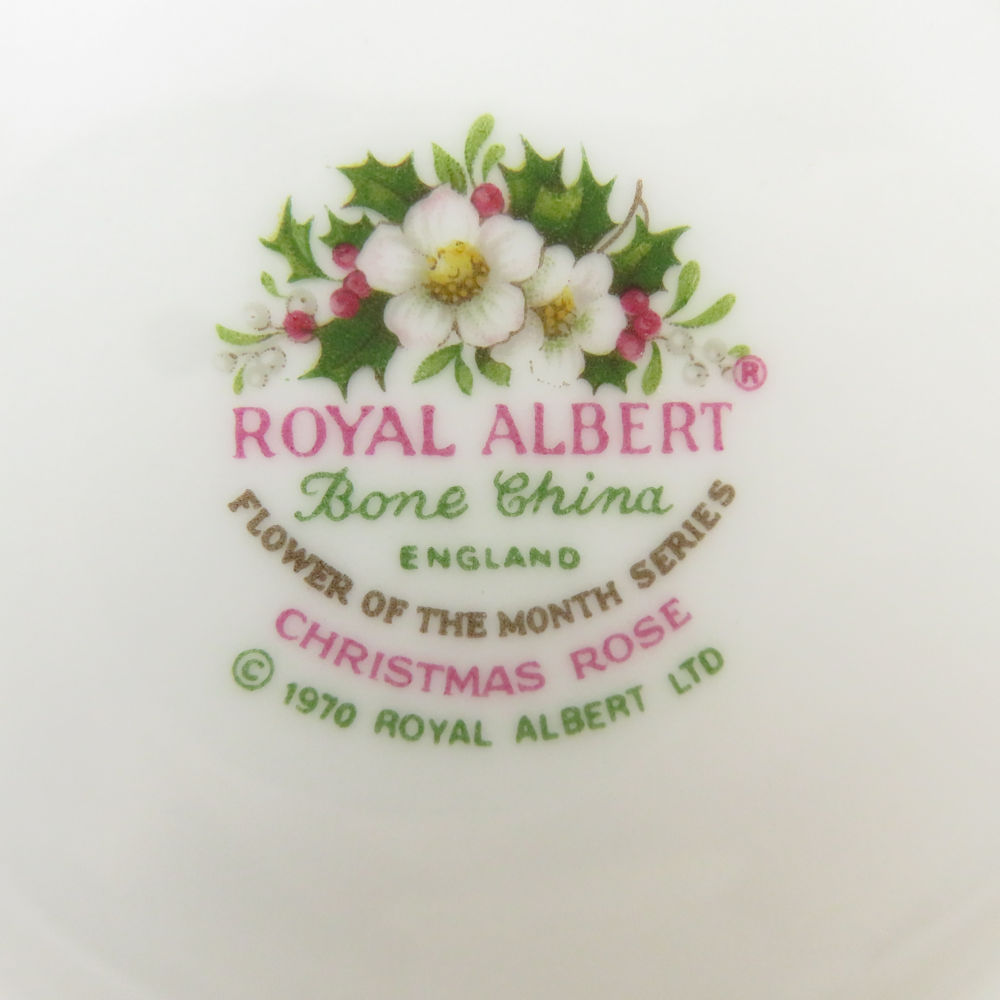 ®
ROYAL ALBERT
Bone China
ENGLAND
FLOWER OF THE MONTH SERIES
CHRISTMAS ROSE
© 1970 ROYAL ALBERT LTD